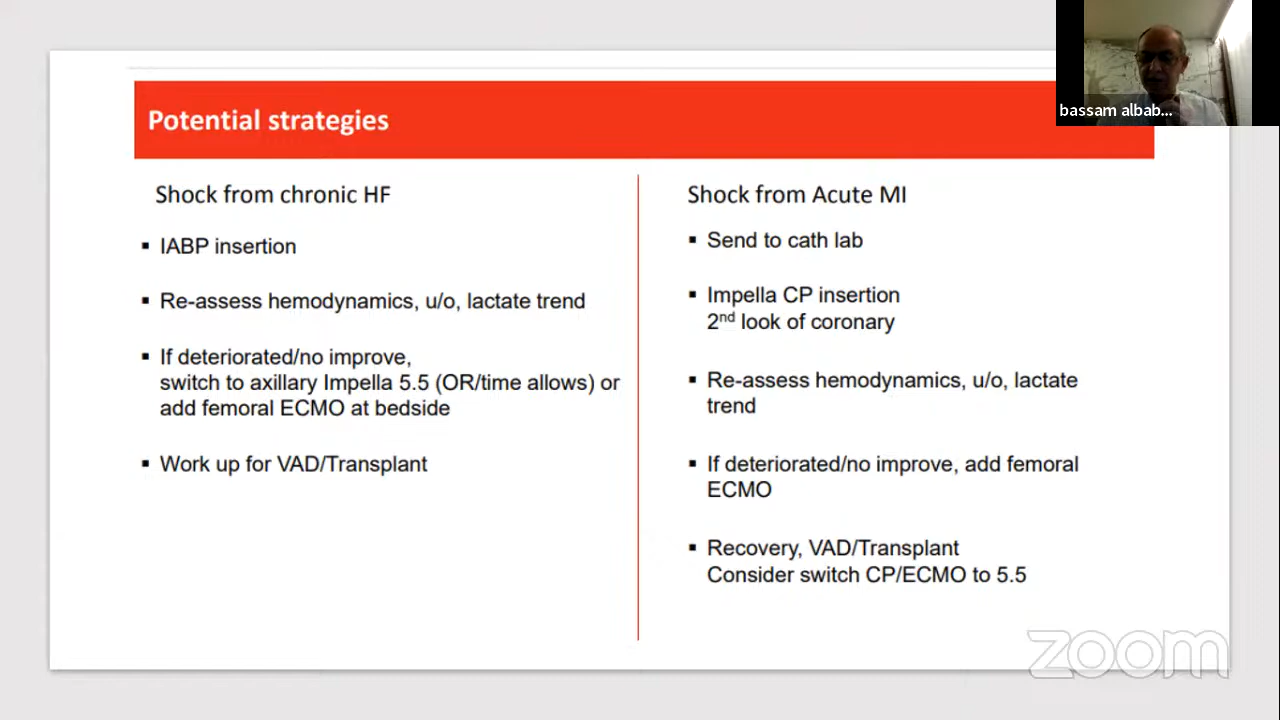 bassam albab...
Potential strategies
Shock from chronic HF
▪ IABP insertion
▪ Re-assess hemodynamics, u/o, lactate trend
▪ If deteriorated/no improve,
switch to axillary Impella 5.5 (OR/time allows) or
add femoral ECMO at bedside
▪ Work up for VAD/Transplant
Shock from Acute MI
▪ Send to cath lab
▪ Impella CP insertion
2nd look of coronary
▪ Re-assess hemodynamics, u/o, lactate
trend
▪ If deteriorated/no improve, add femoral
ECMO
▪ Recovery, VAD/Transplant
Consider switch CP/ECMO to 5.5
zoom